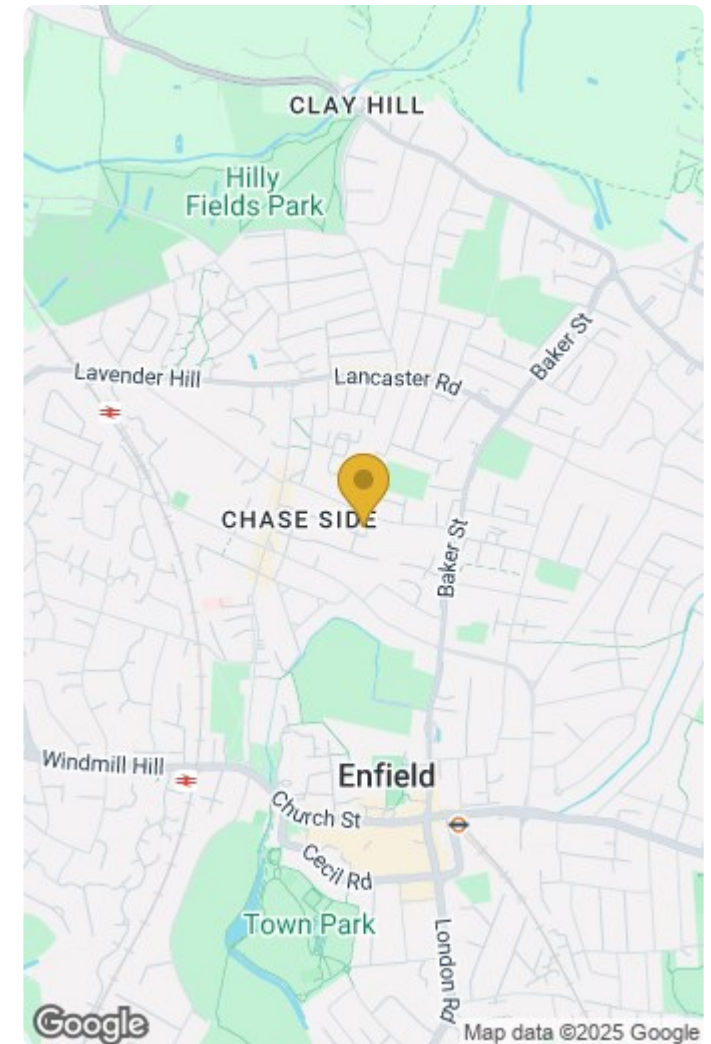 CLAY HILL
Hilly
Fields Park
Baker St
Lavender Hill
Lancaster Rd
CHASE SIDE
Baker St
Windmill Hill
Enfield
Church St
Cecil Rd
Town Park
London Rd
Google
Map data ©2025 Google